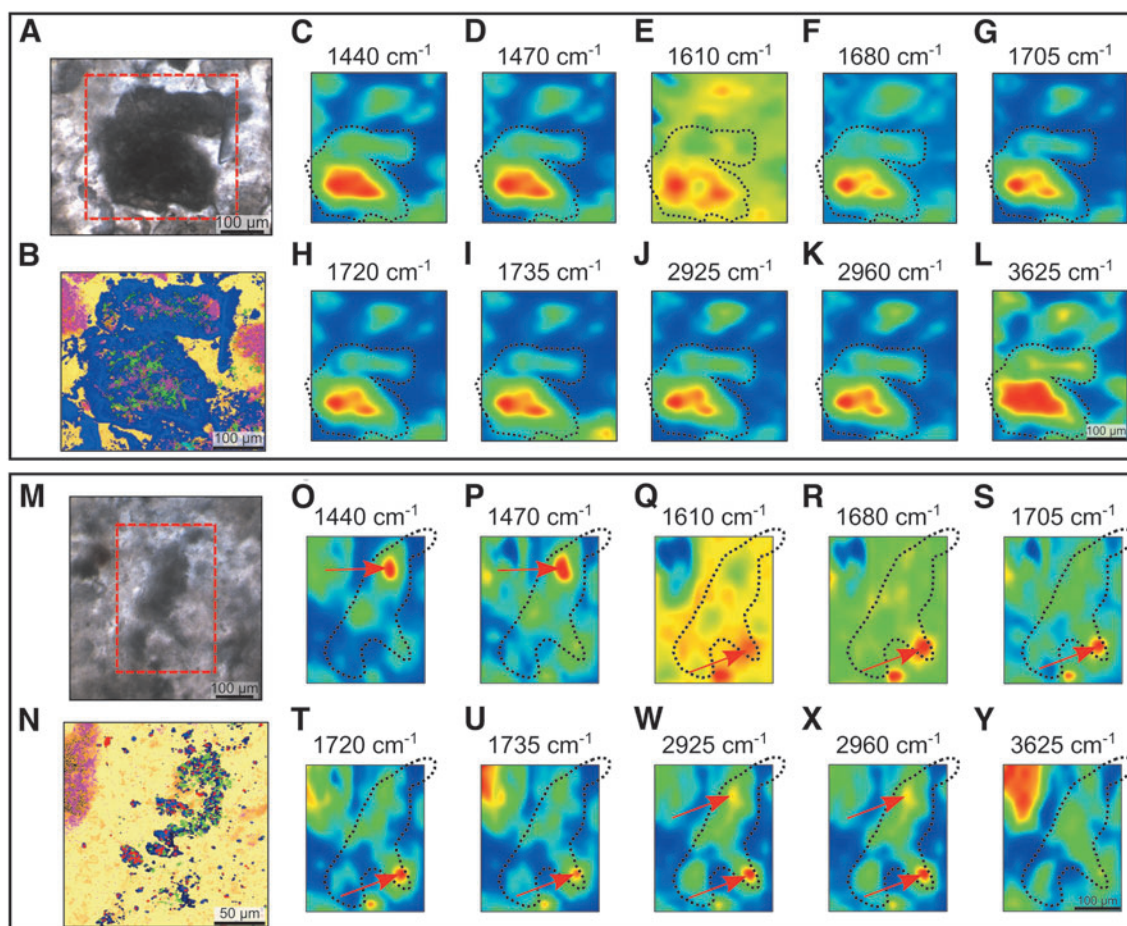 A C D E F G
1440 cm⁻¹ 1470 cm⁻¹ 1610 cm⁻¹ 1680 cm⁻¹ 1705 cm⁻¹
100 µm
B H I J K L
1720 cm⁻¹ 1735 cm⁻¹ 2925 cm⁻¹ 2960 cm⁻¹ 3625 cm⁻¹
100 µm 100 µm
M O P Q R S
1440 cm⁻¹ 1470 cm⁻¹ 1610 cm⁻¹ 1680 cm⁻¹ 1705 cm⁻¹
100 µm
N T U W X Y
1720 cm⁻¹ 1735 cm⁻¹ 2925 cm⁻¹ 2960 cm⁻¹ 3625 cm⁻¹
50 µm 100 µm